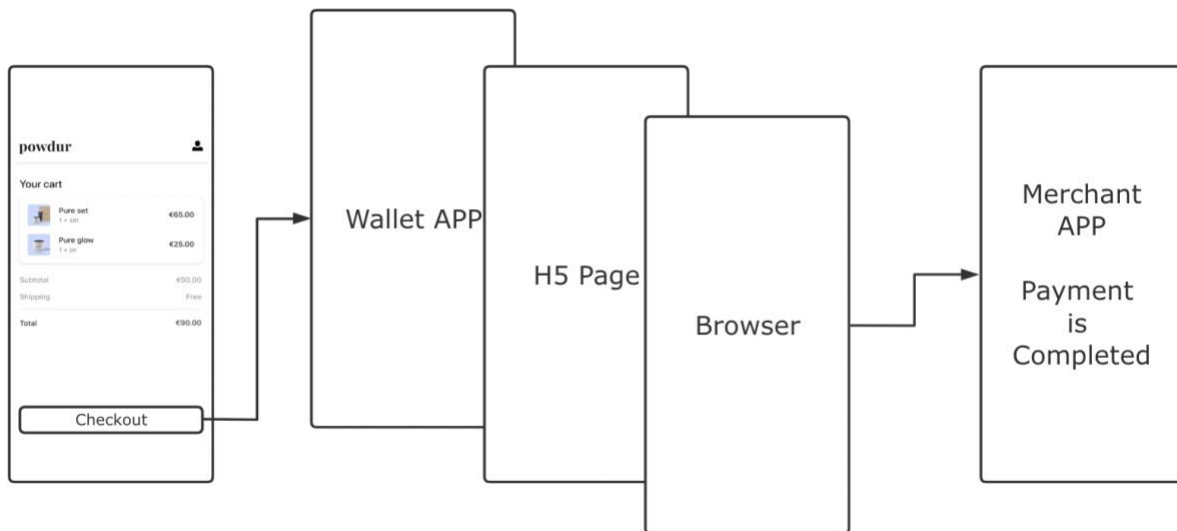 powdur
Your cart
Pure set €65.00
1 × set
Pure glow €25.00
1 × jar
Subtotal €90.00
Shipping Free
Total €90.00
Checkout
Wallet APP
H5 Page
Browser
Merchant
APP
Payment
is
Completed